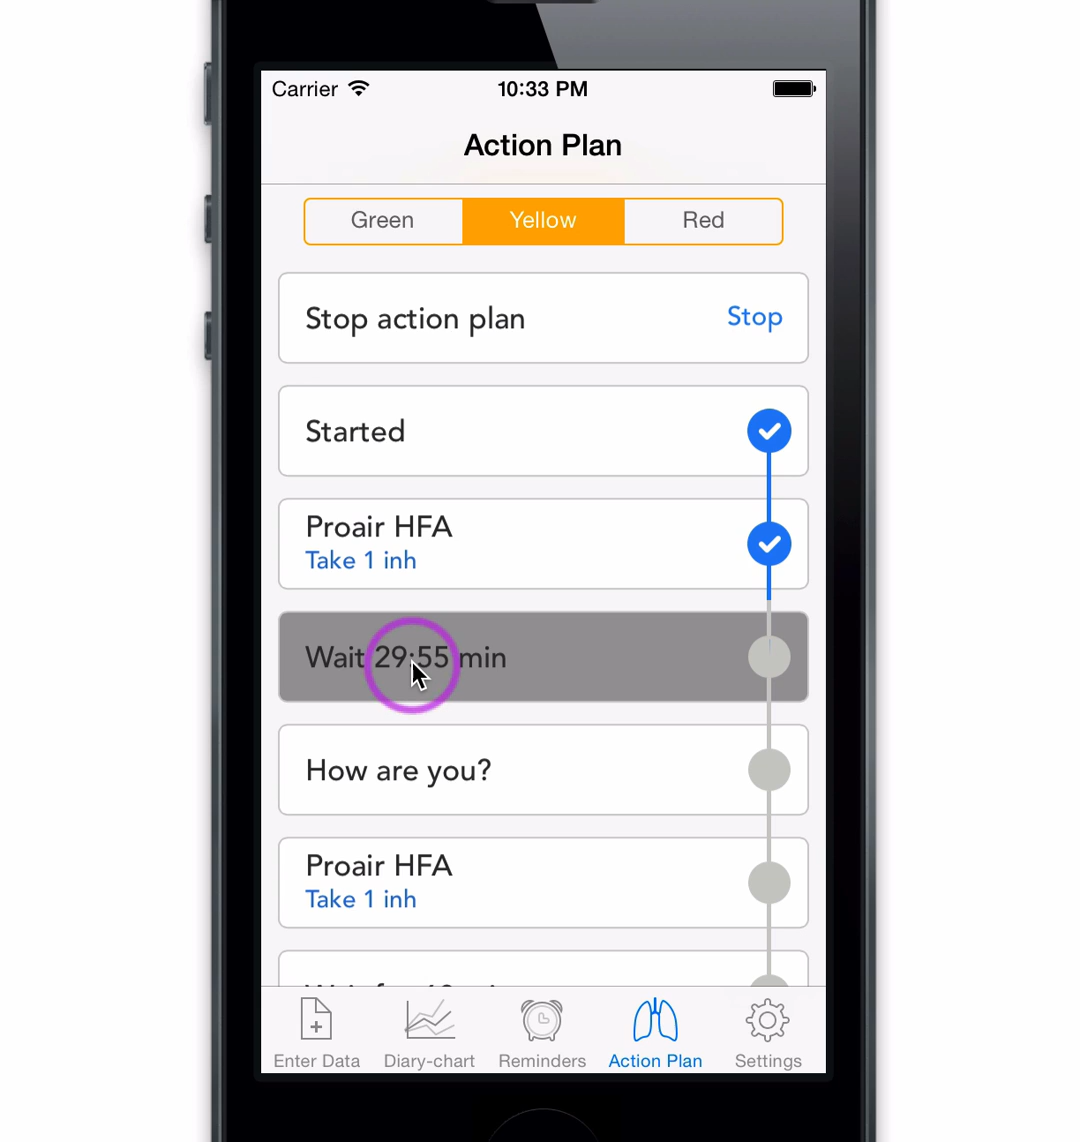 Carrier 10:33 PM
Action Plan
Green Yellow Red
Stop action plan Stop
Started
Proair HFA
Take 1 inh
Wait 29:55 min
How are you?
Proair HFA
Take 1 inh
Enter Data Diary-chart Reminders Action Plan Settings